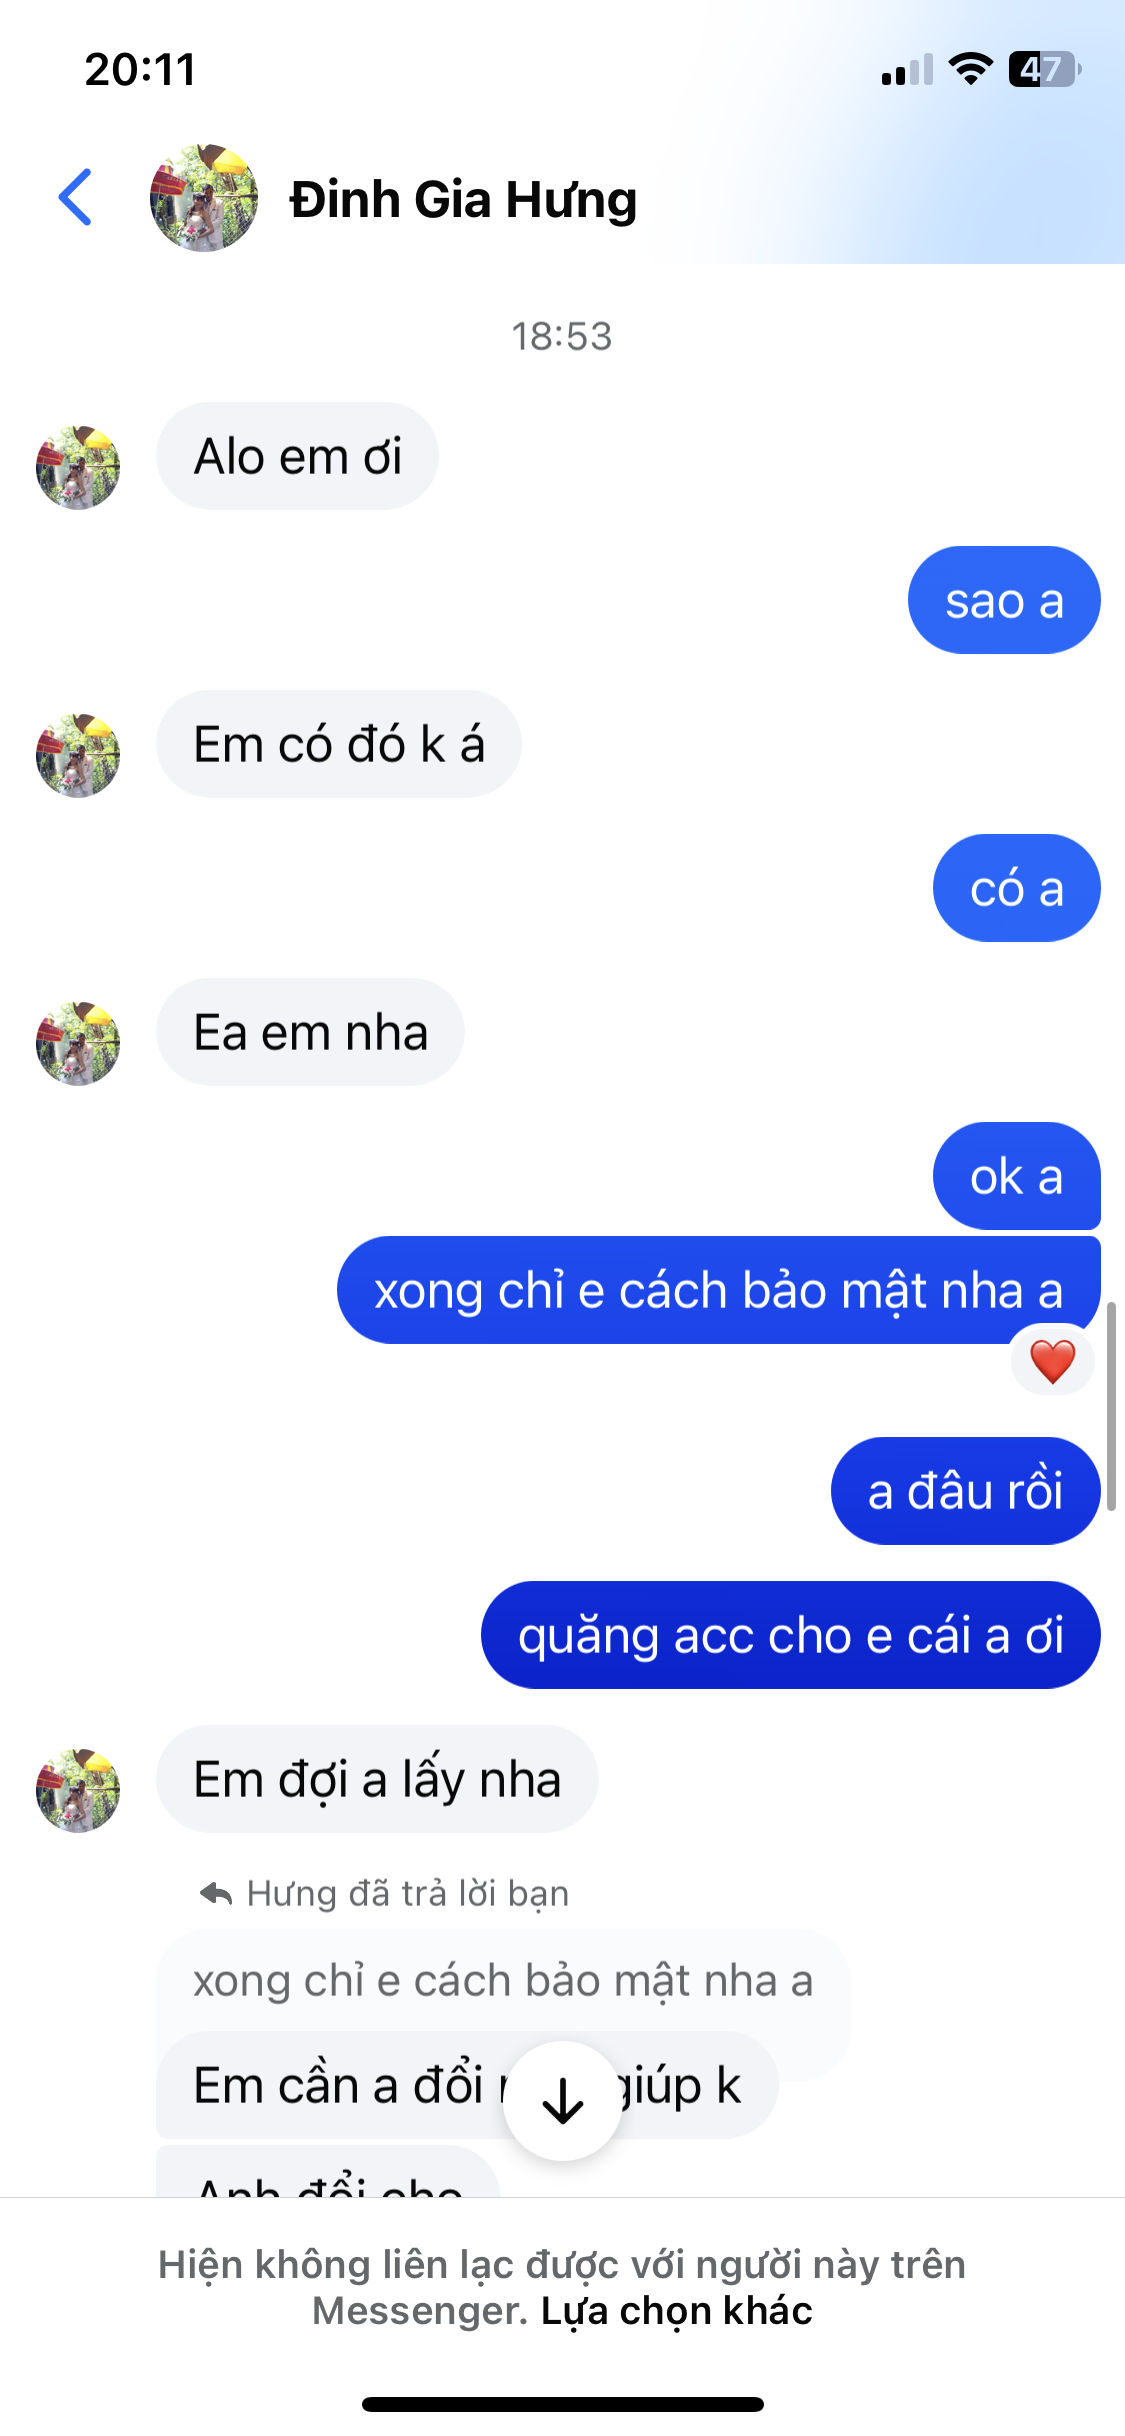 20:11
47
Đinh Gia Hưng
18:53
Alo em ơi
sao a
Em có đó k á
có a
Ea em nha
ok a
xong chỉ e cách bảo mật nha a
a đâu rồi
quăng acc cho e cái a ơi
Em đợi a lấy nha
Hưng đã trả lời bạn
xong chỉ e cách bảo mật nha a
Em cần a đổi giúp k
Anh đổi cho
Hiện không liên lạc được với người này trên
Messenger. Lựa chọn khác